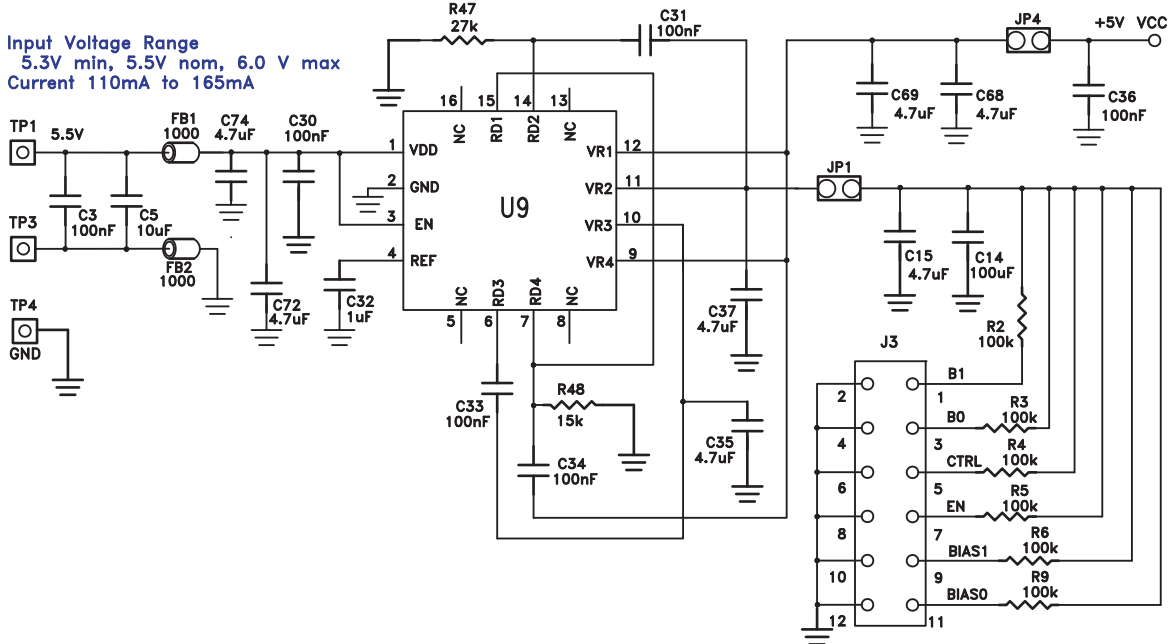 Input Voltage Range
5.3V min, 5.5V nom, 6.0 V max
Current 110mA to 165mA
R47
27k
C31
100nF
JP4
+5V VCC
C69
4.7uF
C68
4.7uF
C36
100nF
TP1
5.5V
FB1
1000
C74
4.7uF
C30
100nF
16
15
14
13
NC
RD1
RD2
NC
1
VDD
2
GND
3
EN
4
REF
U9
VR1
12
VR2
11
VR3
10
VR4
9
NC
RD3
RD4
NC
5
6
7
8
JP1
TP3
C3
100nF
C5
10uF
FB2
1000
C72
4.7uF
C32
1uF
C15
4.7uF
C14
100uF
C37
4.7uF
TP4
GND
R2
100k
J3
C33
100nF
R48
15k
C34
100nF
C35
4.7uF
B1
2
1
R3
100k
B0
4
3
R4
100k
CTRL
6
5
R5
100k
EN
8
7
R6
100k
BIAS1
10
9
R9
100k
BIAS0
12
11